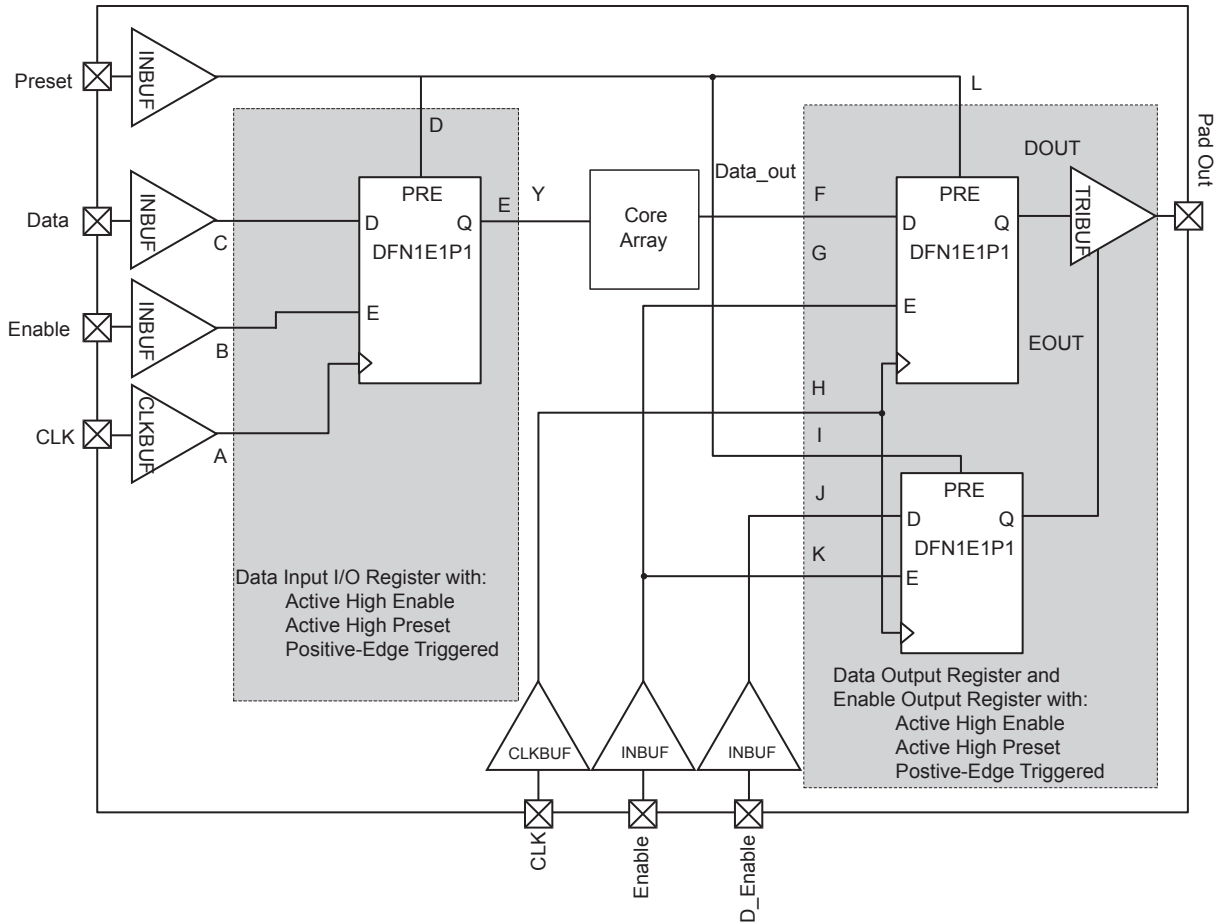 Preset
INBUF
L
D
Pad Out
DOUT
Data
INBUF
C
PRE
D
Q
DFN1E1P1
E
E
Y
Core
Array
Data_out
F
G
PRE
D
Q
DFN1E1P1
E
TRIBUF
EOUT
Enable
INBUF
B
CLK
CLKBUF
A
H
I
J
K
PRE
D
Q
DFN1E1P1
E
Data Input I/O Register with:
Active High Enable
Active High Preset
Positive-Edge Triggered
Data Output Register and
Enable Output Register with:
Active High Enable
Active High Preset
Postive-Edge Triggered
CLKBUF
INBUF
INBUF
CLK
Enable
D_Enable